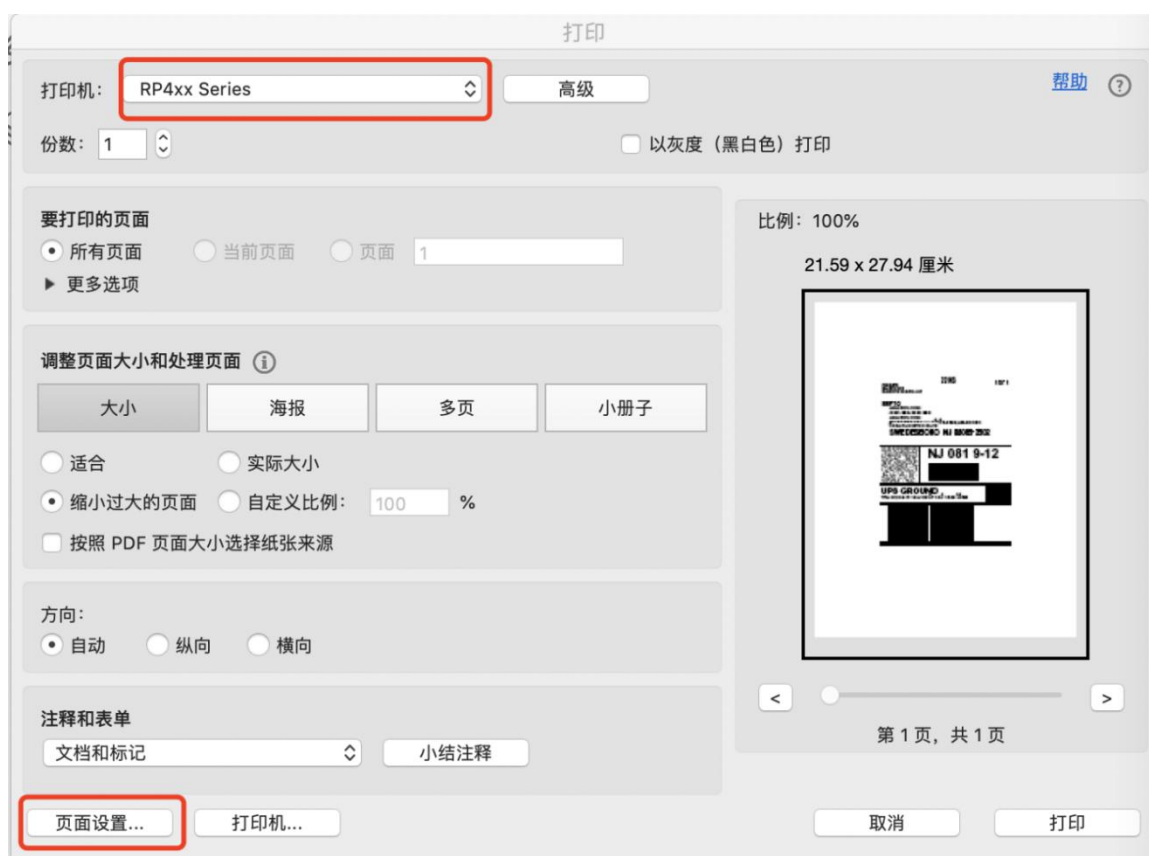 打印
打印机： RP4xx Series 高级 帮助 ?
份数： 1 以灰度（黑白色）打印
要打印的页面
所有页面 当前页面 页面 1
更多选项
调整页面大小和处理页面
大小 海报 多页 小册子
适合 实际大小
缩小过大的页面 自定义比例： 100 %
按照 PDF 页面大小选择纸张来源
方向：
自动 纵向 横向
注释和表单
文档和标记 小结注释
页面设置... 打印机...
比例：100%
21.59 x 27.94 厘米
NJ 081 9-12
UPS GROUND
< >
第 1 页，共 1 页
取消 打印